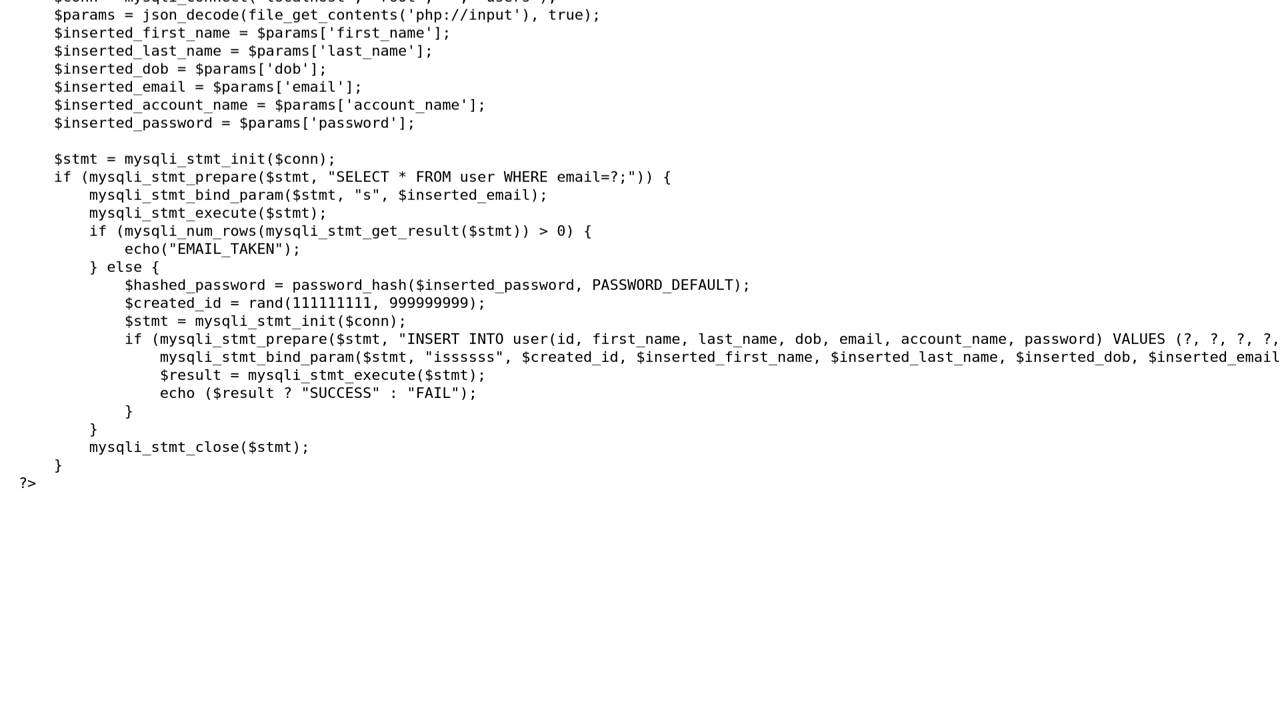 $params = json_decode(file_get_contents('php://input'), true);
$inserted_first_name = $params['first_name'];
$inserted_last_name = $params['last_name'];
$inserted_dob = $params['dob'];
$inserted_email = $params['email'];
$inserted_account_name = $params['account_name'];
$inserted_password = $params['password'];
$stmt = mysqli_stmt_init($conn);
if (mysqli_stmt_prepare($stmt, "SELECT * FROM user WHERE email=?;")) {
mysqli_stmt_bind_param($stmt, "s", $inserted_email);
mysqli_stmt_execute($stmt);
if (mysqli_num_rows(mysqli_stmt_get_result($stmt)) > 0) {
echo("EMAIL_TAKEN");
} else {
$hashed_password = password_hash($inserted_password, PASSWORD_DEFAULT);
$created_id = rand(111111111, 999999999);
$stmt = mysqli_stmt_init($conn);
if (mysqli_stmt_prepare($stmt, "INSERT INTO user(id, first_name, last_name, dob, email, account_name, password) VALUES (?, ?, ?, ?,
mysqli_stmt_bind_param($stmt, "issssss", $created_id, $inserted_first_name, $inserted_last_name, $inserted_dob, $inserted_email
$result = mysqli_stmt_execute($stmt);
echo ($result ? "SUCCESS" : "FAIL");
}
}
mysqli_stmt_close($stmt);
}
?>